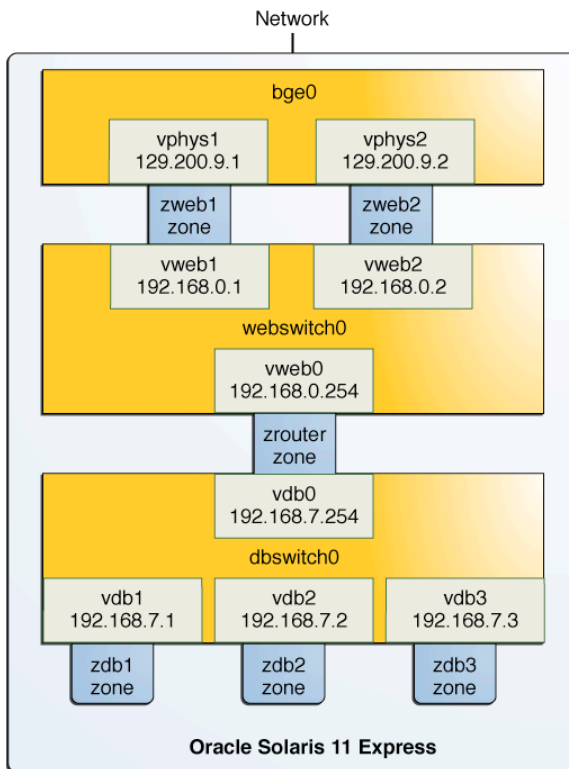 Network
bge0
vphys1
129.200.9.1
vphys2
129.200.9.2
zweb1
zone
zweb2
zone
vweb1
192.168.0.1
vweb2
192.168.0.2
webswitch0
vweb0
192.168.0.254
zrouter
zone
vdb0
192.168.7.254
dbswitch0
vdb1
192.168.7.1
vdb2
192.168.7.2
vdb3
192.168.7.3
zdb1
zone
zdb2
zone
zdb3
zone
Oracle Solaris 11 Express